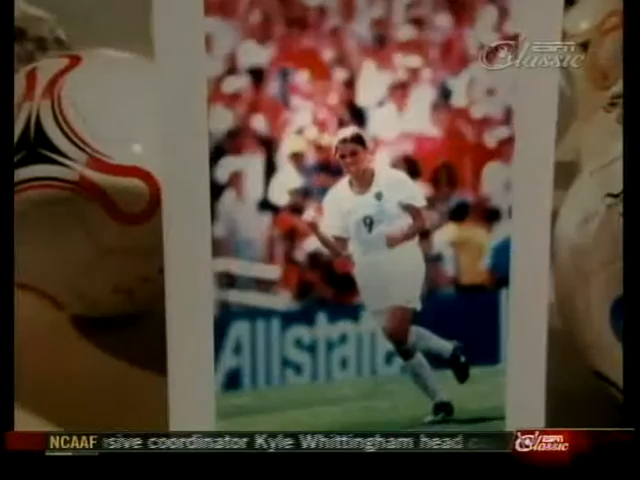 ESPN
Classic
9
Allstate
NCAAF sive coordinator Kyle Whittingham head
ESPN
Classic